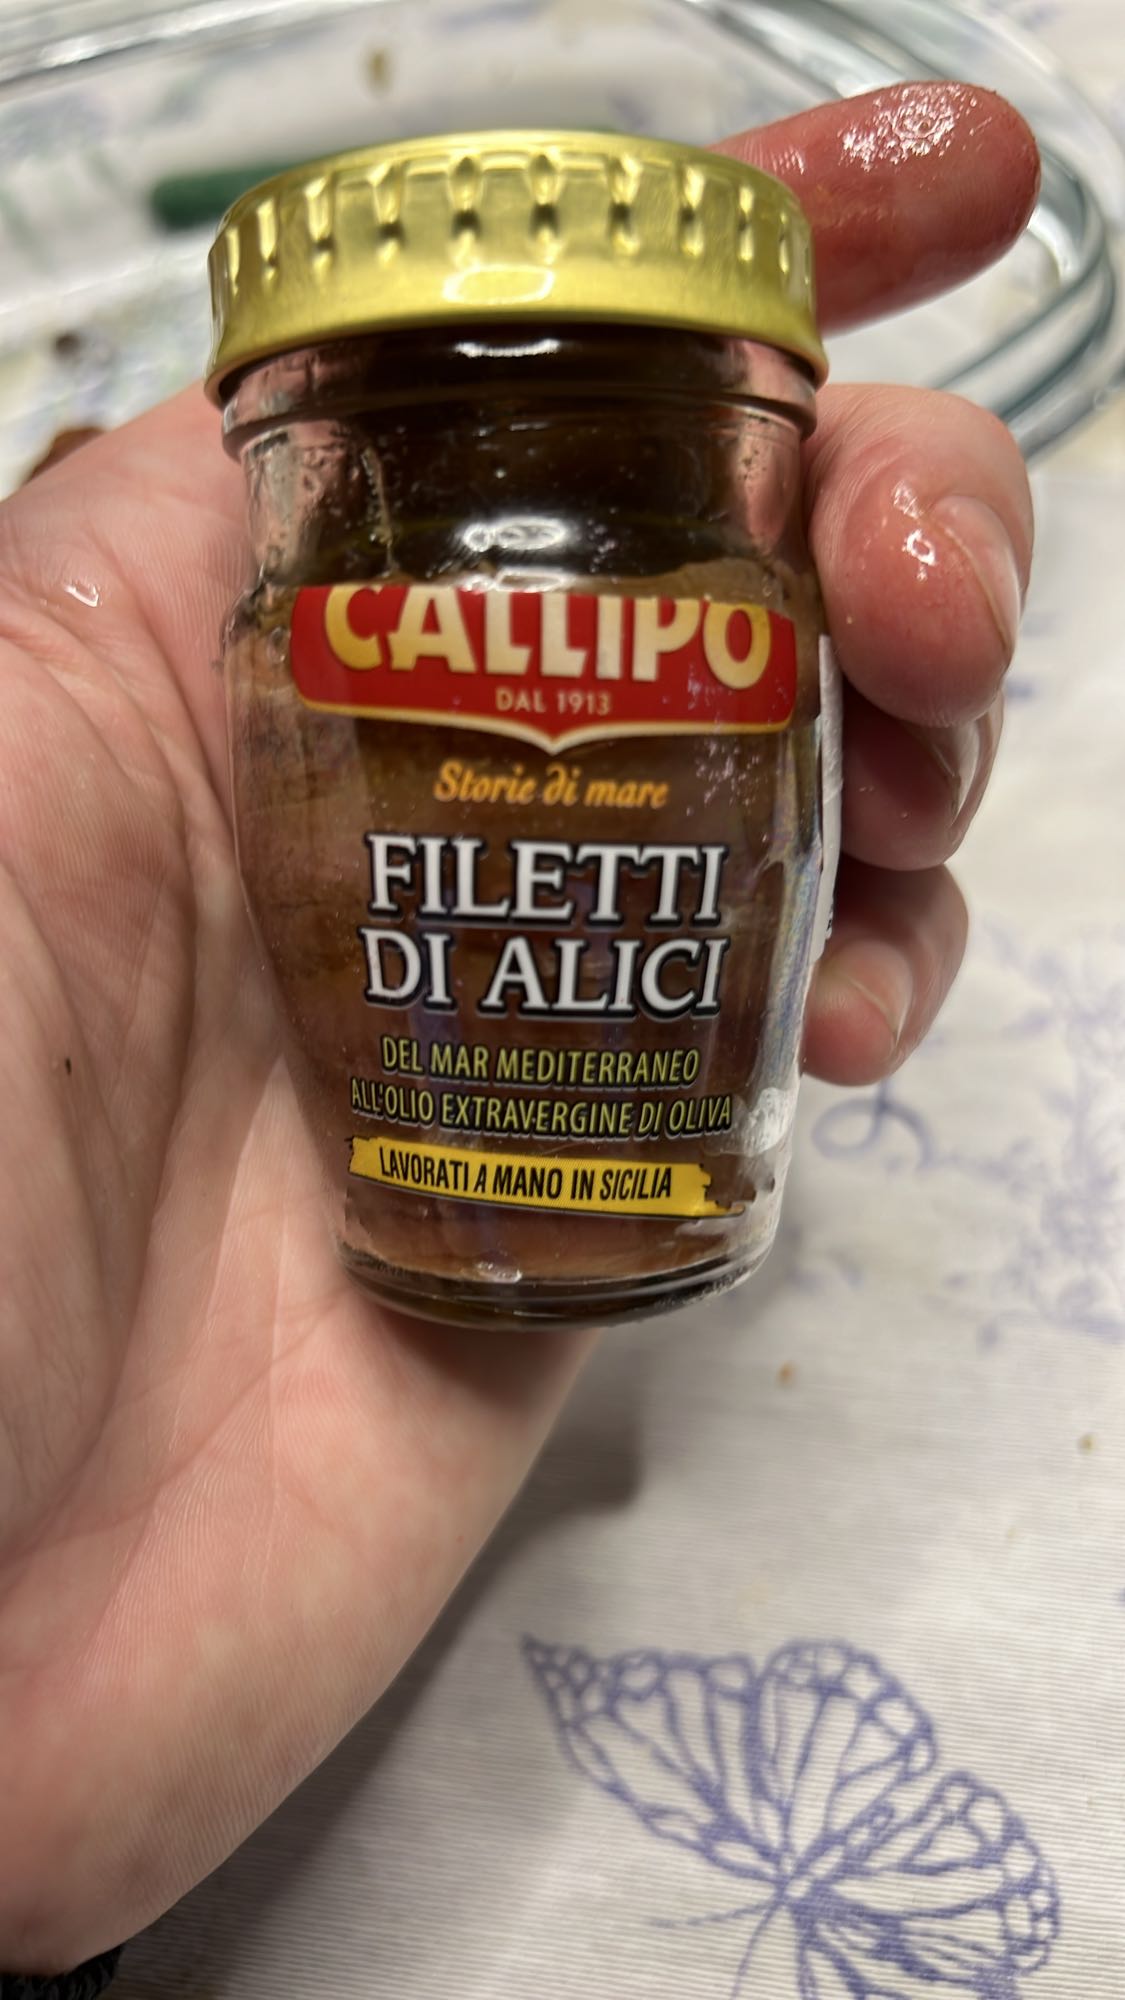 CALLIPO
DAL 1913
Storie di mare
FILETTI
DI ALICI
DEL MAR MEDITERRANEO
ALL'OLIO EXTRAVERGINE DI OLIVA
LAVORATI A MANO IN SICILIA